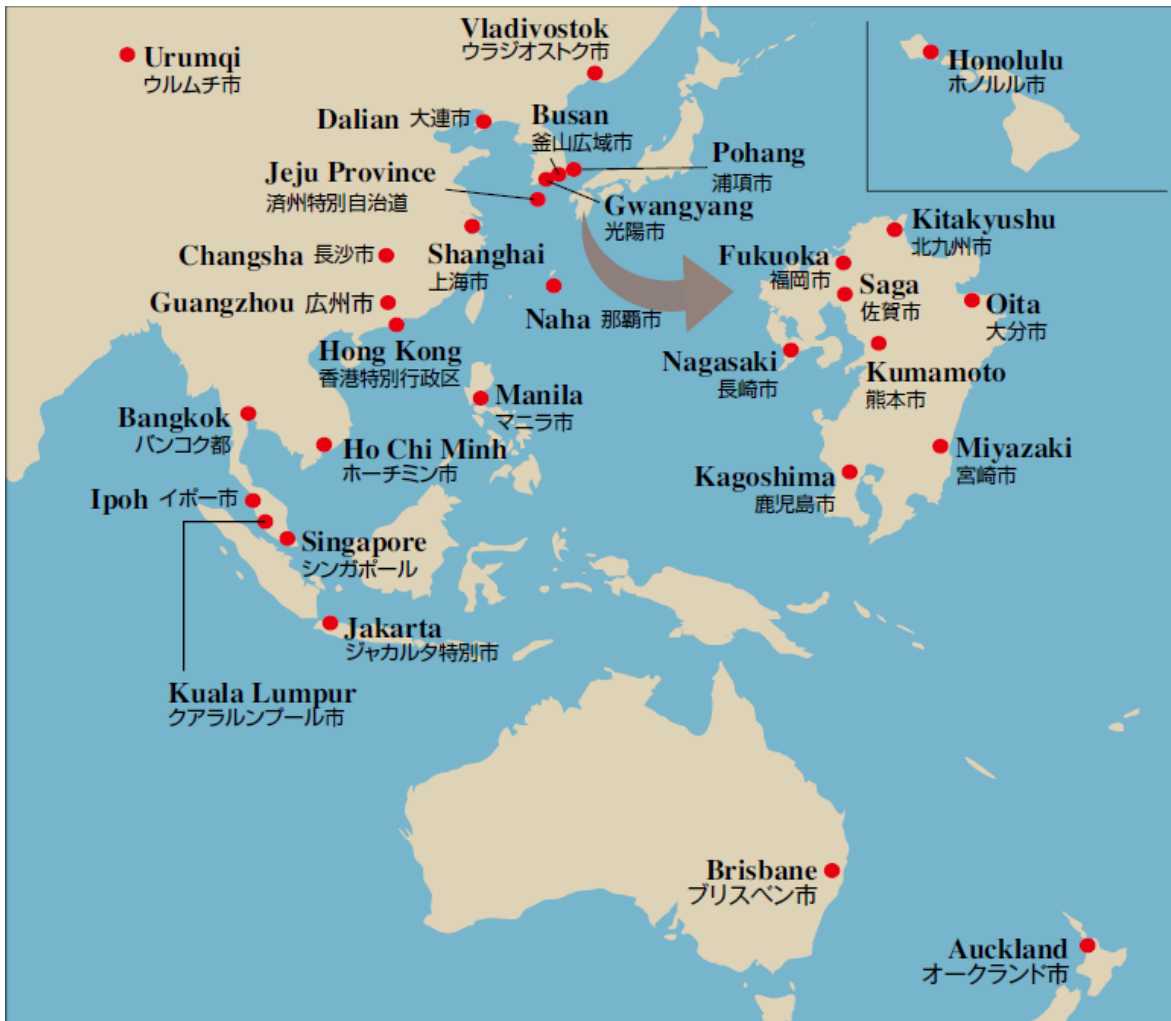 Vladivostok
ウラジオストク市
Urumqi
ウルムチ市
Honolulu
ホノルル市
Dalian 大連市
Busan
釜山広域市
Pohang
浦項市
Jeju Province
済州特別自治道
Gwangyang
光陽市
Kitakyushu
北九州市
Changsha 長沙市
Shanghai
上海市
Fukuoka
福岡市
Saga
佐賀市
Oita
大分市
Guangzhou 広州市
Naha 那覇市
Hong Kong
香港特別行政区
Nagasaki
長崎市
Kumamoto
熊本市
Manila
マニラ市
Bangkok
バンコク都
Ho Chi Minh
ホーチミン市
Miyazaki
宮崎市
Kagoshima
鹿児島市
Ipoh イポー市
Singapore
シンガポール
Jakarta
ジャカルタ特別市
Kuala Lumpur
クアラルンプール市
Brisbane
ブリスベン市
Auckland
オークランド市